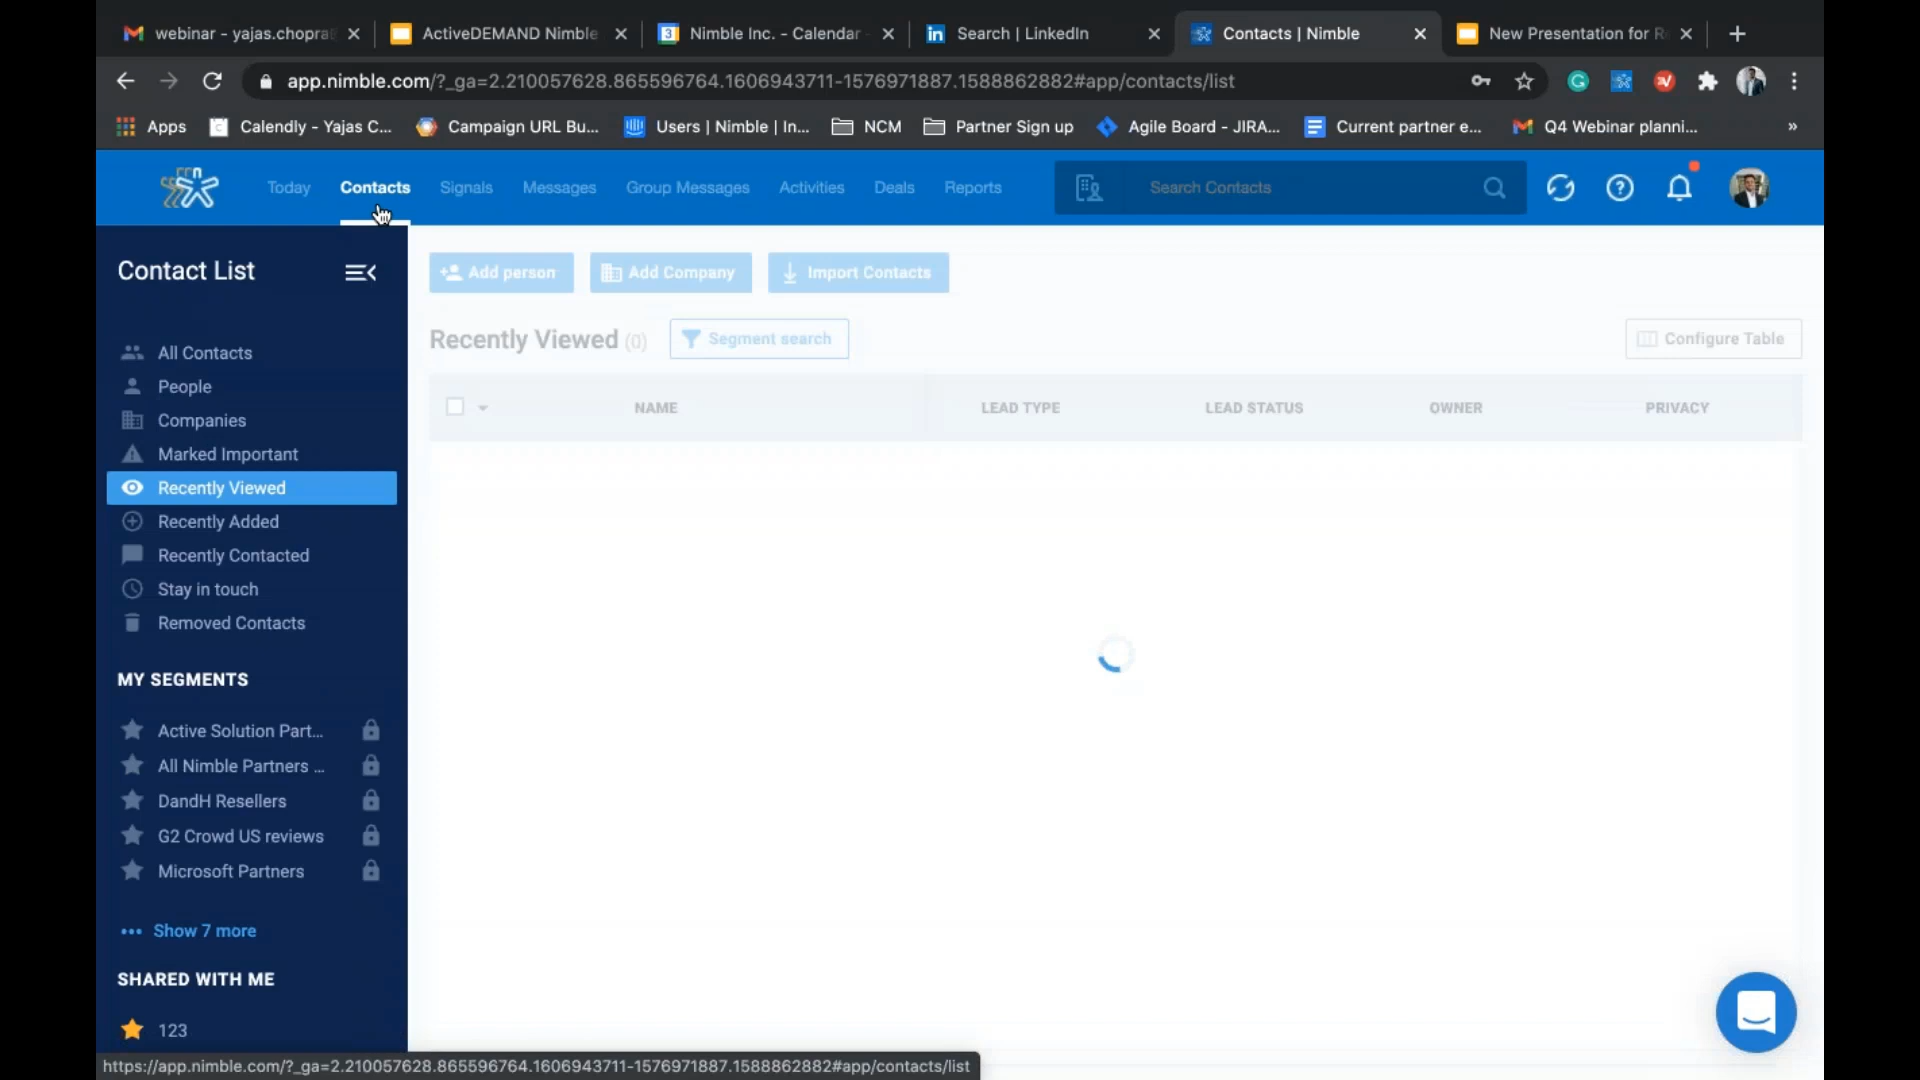 webinar - yajas.chopra
ActiveDEMAND Nimble
3
Nimble Inc. - Calendar
in
Search | LinkedIn
Contacts | Nimble
New Presentation for R
app.nimble.com/?_ga=2.210057628.865596764.1606943711-1576971887.1588862882#app/contacts/list
Apps
Calendly - Yajas C...
Campaign URL Bu...
Users | Nimble | In...
NCM
Partner Sign up
Agile Board - JIRA...
Current partner e...
Q4 Webinar planni...
»
Today
Contacts
Signals
Messages
Group Messages
Activities
Deals
Reports
Search Contacts
Contact List
Add person
Add Company
Import Contacts
Recently Viewed (0)
Segment search
Configure Table
NAME
LEAD TYPE
LEAD STATUS
OWNER
PRIVACY
All Contacts
People
Companies
Marked Important
Recently Viewed
Recently Added
Recently Contacted
Stay in touch
Removed Contacts
MY SEGMENTS
Active Solution Part...
All Nimble Partners ...
DandH Resellers
G2 Crowd US reviews
Microsoft Partners
••• Show 7 more
SHARED WITH ME
123
https://app.nimble.com/?_ga=2.210057628.865596764.1606943711-1576971887.1588862882#app/contacts/list